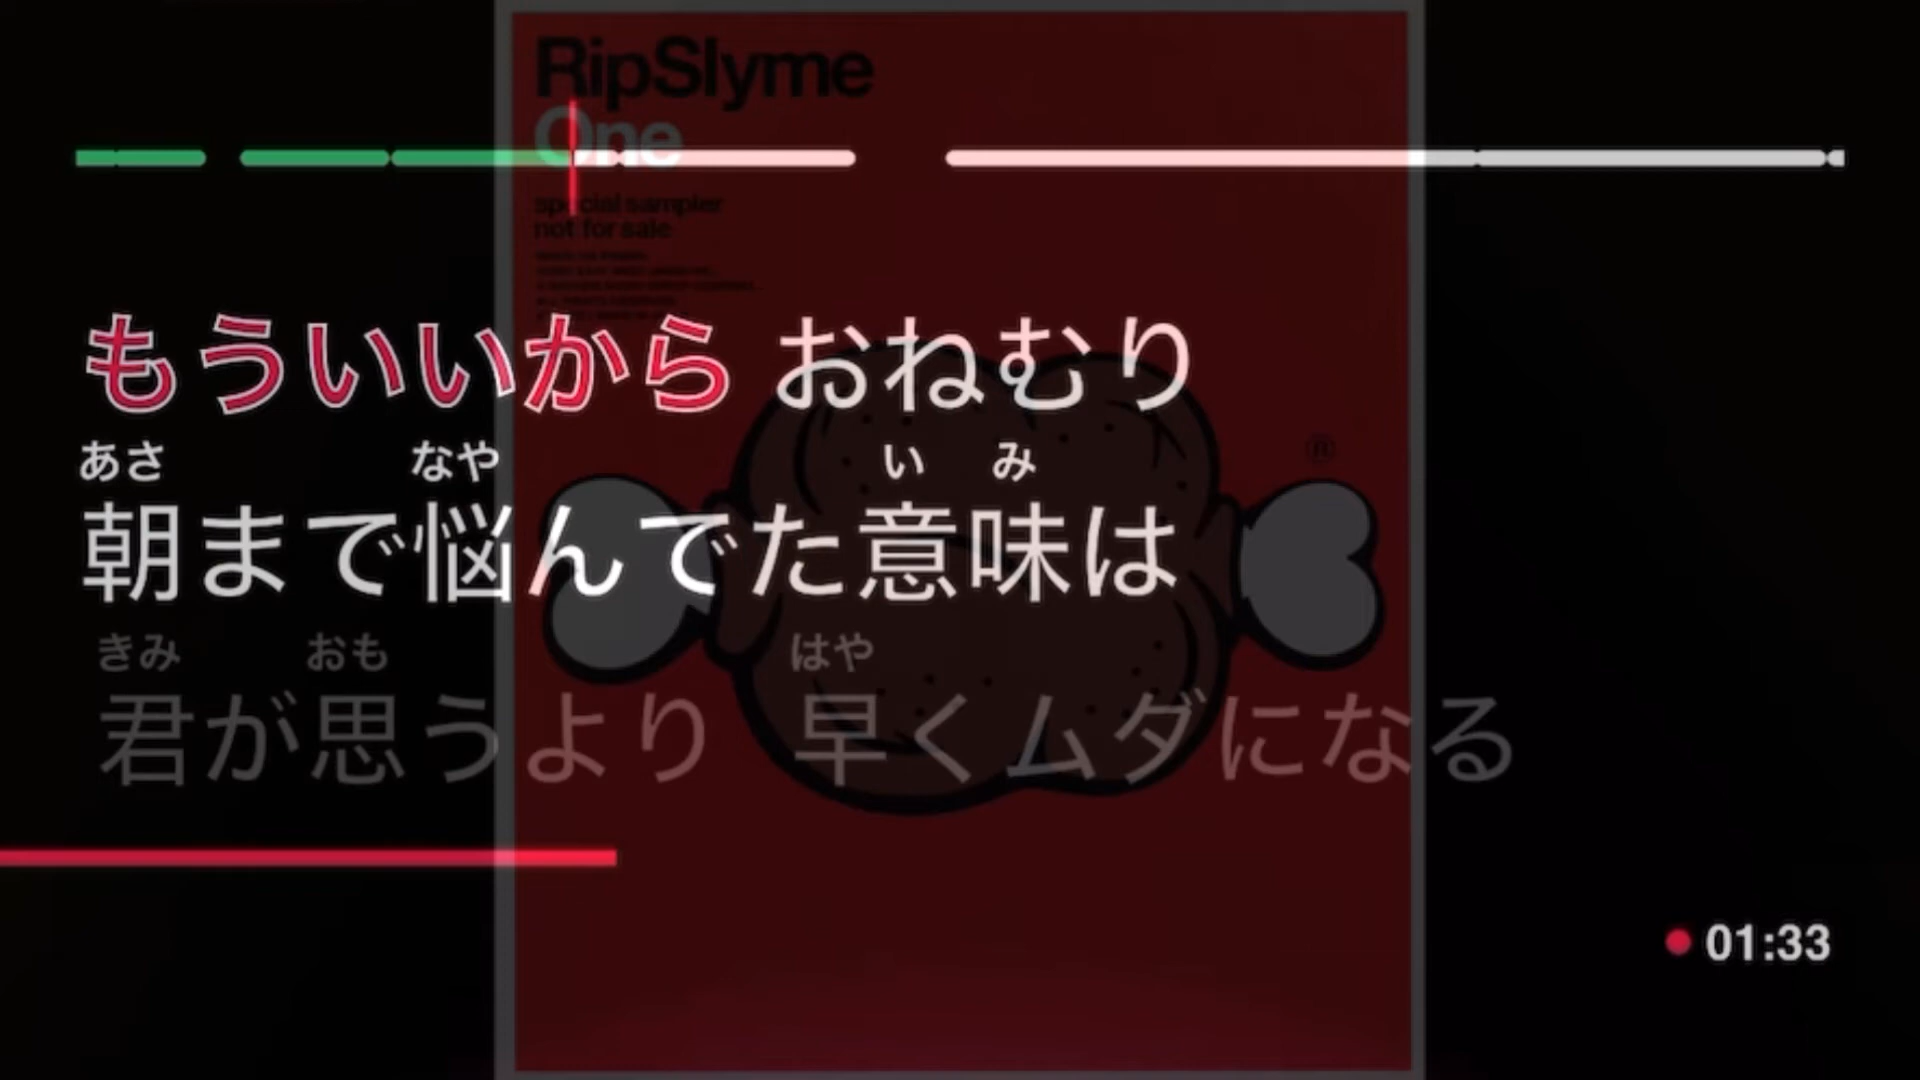 RipSlyme
One
special sampler
not for sale
もういいから おねむり
あさ なや い み
朝まで悩んでた意味は
きみ おも はや
君が思うより 早くムダになる
®
01:33